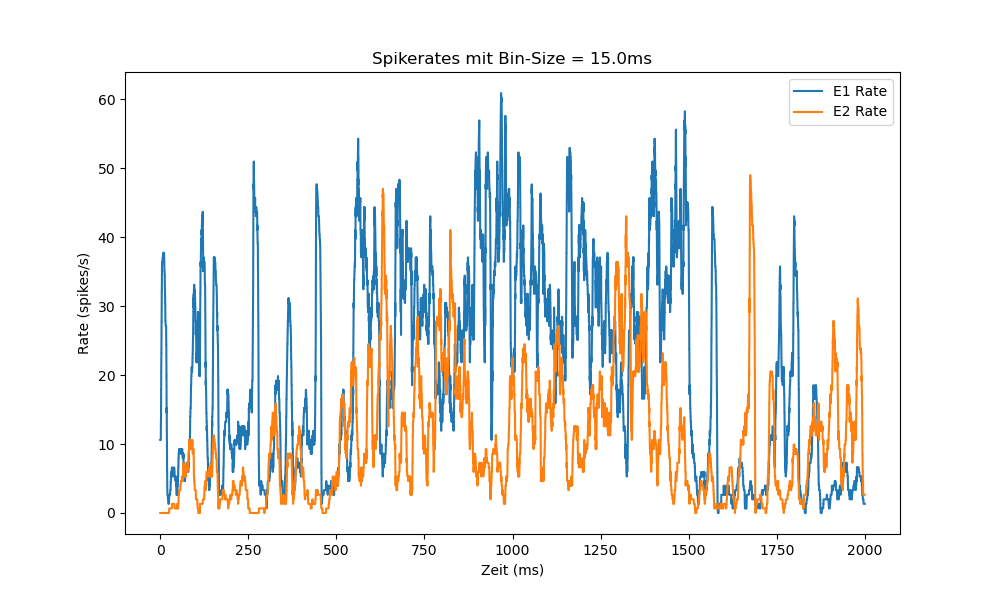 Spikerates mit Bin-Size = 15.0ms
E1 Rate
E2 Rate
60
50
40
30
20
10
0
Rate (spikes/s)
0 250 500 750 1000 1250 1500 1750 2000
Zeit (ms)